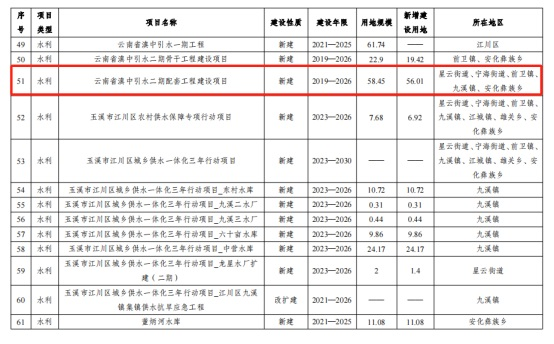 序号 项目类型 项目名称 建设性质 建设年限 用地规模 新增建设用地 所在地区
49 水利 云南省滇中引水一期工程 新建 2021—2025 61.74 —— 江川区
50 水利 云南省滇中引水二期骨干工程建设项目 新建 2019—2026 22.9 19.42 前卫镇、安化彝族乡
51 水利 云南省滇中引水二期配套工程建设项目 新建 2019—2026 58.45 56.01 星云街道、宁海街道、前卫镇、九溪镇、安化彝族乡
52 水利 玉溪市江川区农村供水保障专项行动项目 新建 2023—2026 7.68 6.92 星云街道、宁海街道、前卫镇、九溪镇、江城镇、雄关乡、安化彝族乡
53 水利 玉溪市江川区城乡供水一体化三年行动项目 新建 2023—2030 —— —— 星云街道、宁海街道、前卫镇、九溪镇、江城镇、雄关乡、安化彝族乡
54 水利 玉溪市江川区城乡供水一体化三年行动项目_东村水库 新建 2023—2026 10.72 10.72 九溪镇
55 水利 玉溪市江川区城乡供水一体化三年行动项目_九溪二水厂 新建 2023—2026 0.31 0.31 九溪镇
56 水利 玉溪市江川区城乡供水一体化三年行动项目_九溪三水厂 新建 2023—2026 0.44 0.44 九溪镇
57 水利 玉溪市江川区城乡供水一体化三年行动项目_六十亩水库 新建 2023—2026 9.86 9.86 九溪镇
58 水利 玉溪市江川区城乡供水一体化三年行动项目_中营水库 新建 2023—2026 24.17 24.17 九溪镇
59 水利 玉溪市江川区城乡供水一体化三年行动项目_龙星水厂扩建（二期） 新建 2023—2026 2 1.4 星云街道
60 水利 玉溪市江川区城乡供水一体化三年行动项目_江川区九溪镇集镇供水抗旱应急工程 改扩建 2021—2026 —— —— 九溪镇
61 水利 董炳河水库 新建 2021—2025 11.08 11.08 安化彝族乡